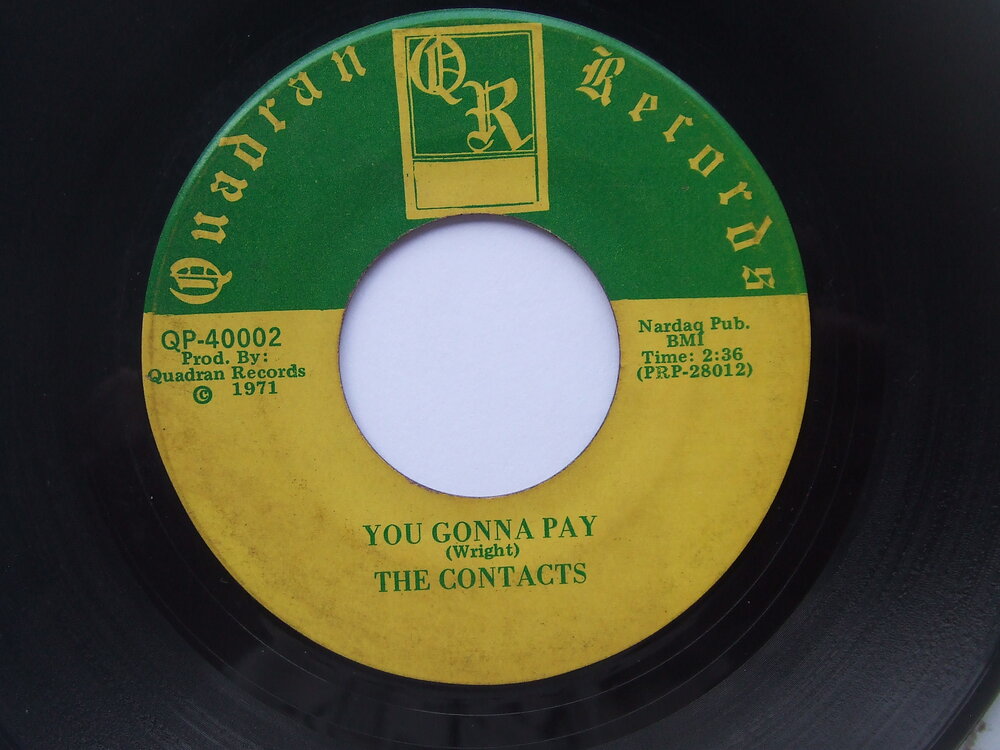 Quadran Records
QR
QP-40002
Prod. By:
Quadran Records
© 1971
Nardaq Pub.
BMI
Time: 2:36
(PRP-28012)
YOU GONNA PAY
(Wright)
THE CONTACTS